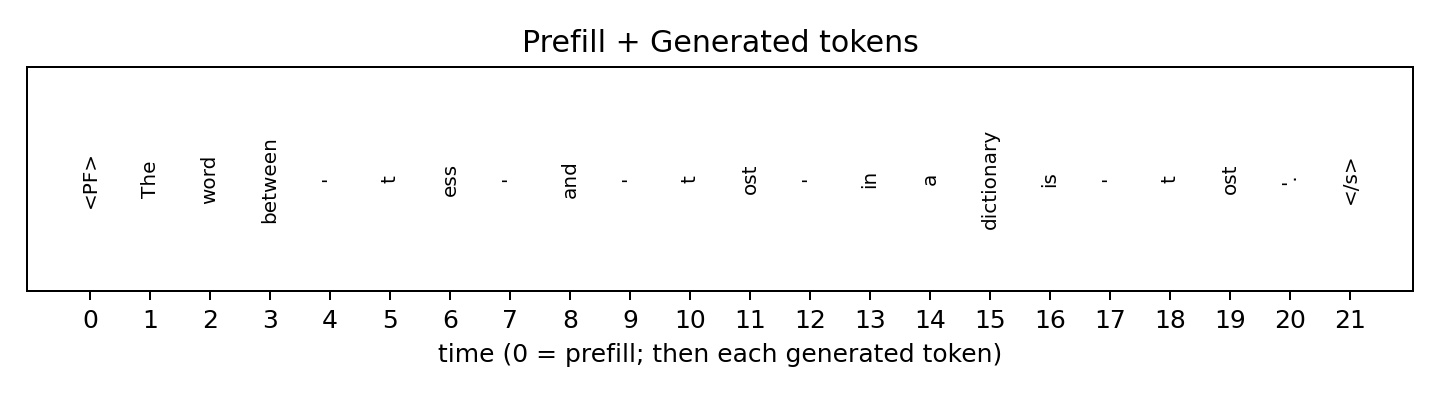 Prefill + Generated tokens
<PF> The word between ' t ess ' and ' t ost ' in a dictionary is ' t ost '. </s>
0 1 2 3 4 5 6 7 8 9 10 11 12 13 14 15 16 17 18 19 20 21
time (0 = prefill; then each generated token)